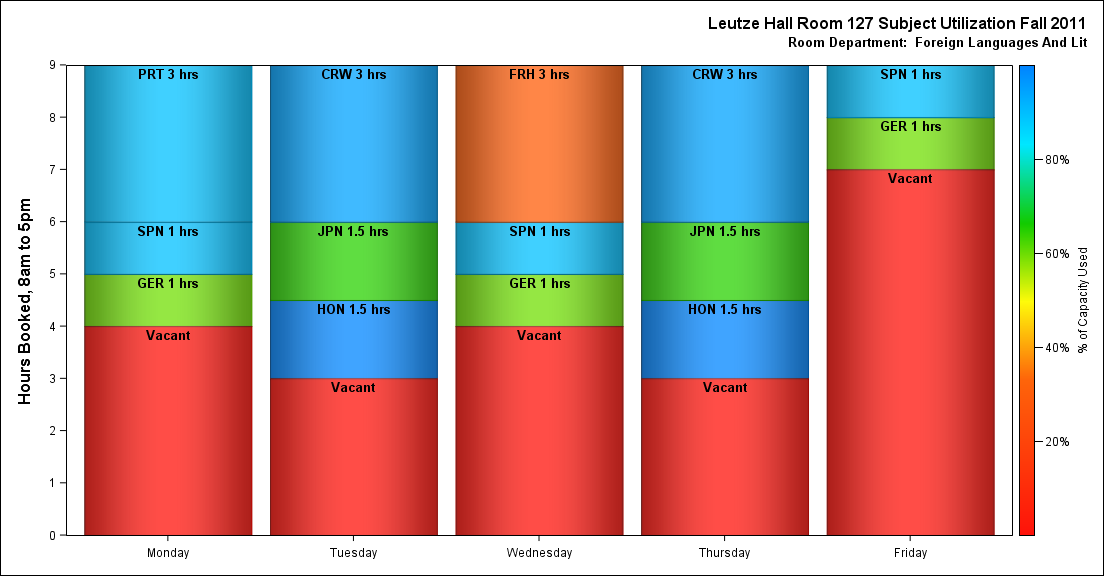 Leutze Hall Room 127 Subject Utilization Fall 2011
Room Department:  Foreign Languages And Lit
Hours Booked, 8am to 5pm
9
8
7
6
5
4
3
2
1
0
PRT 3 hrs
SPN 1 hrs
GER 1 hrs
Vacant
CRW 3 hrs
JPN 1.5 hrs
HON 1.5 hrs
Vacant
FRH 3 hrs
SPN 1 hrs
GER 1 hrs
Vacant
CRW 3 hrs
JPN 1.5 hrs
HON 1.5 hrs
Vacant
SPN 1 hrs
GER 1 hrs
Vacant
Monday
Tuesday
Wednesday
Thursday
Friday
80%
60%
40%
20%
% of Capacity Used